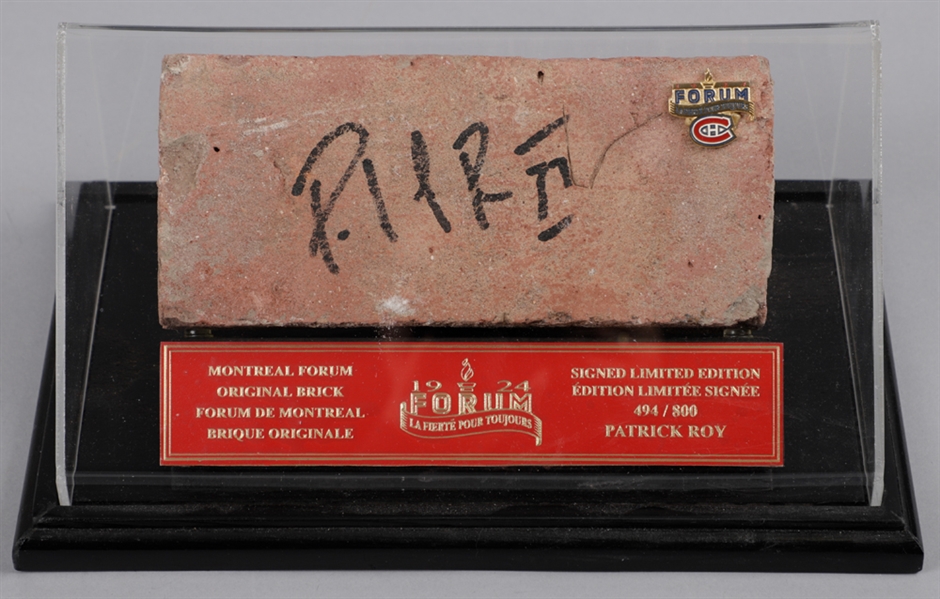 FORUM
MONTREAL FORUM
ORIGINAL BRICK
FORUM DE MONTREAL
BRIQUE ORIGINALE
19 24
FORUM
LA FIERTÉ POUR TOUJOURS
SIGNED LIMITED EDITION
ÉDITION LIMITÉE SIGNÉE
494 / 800
PATRICK ROY